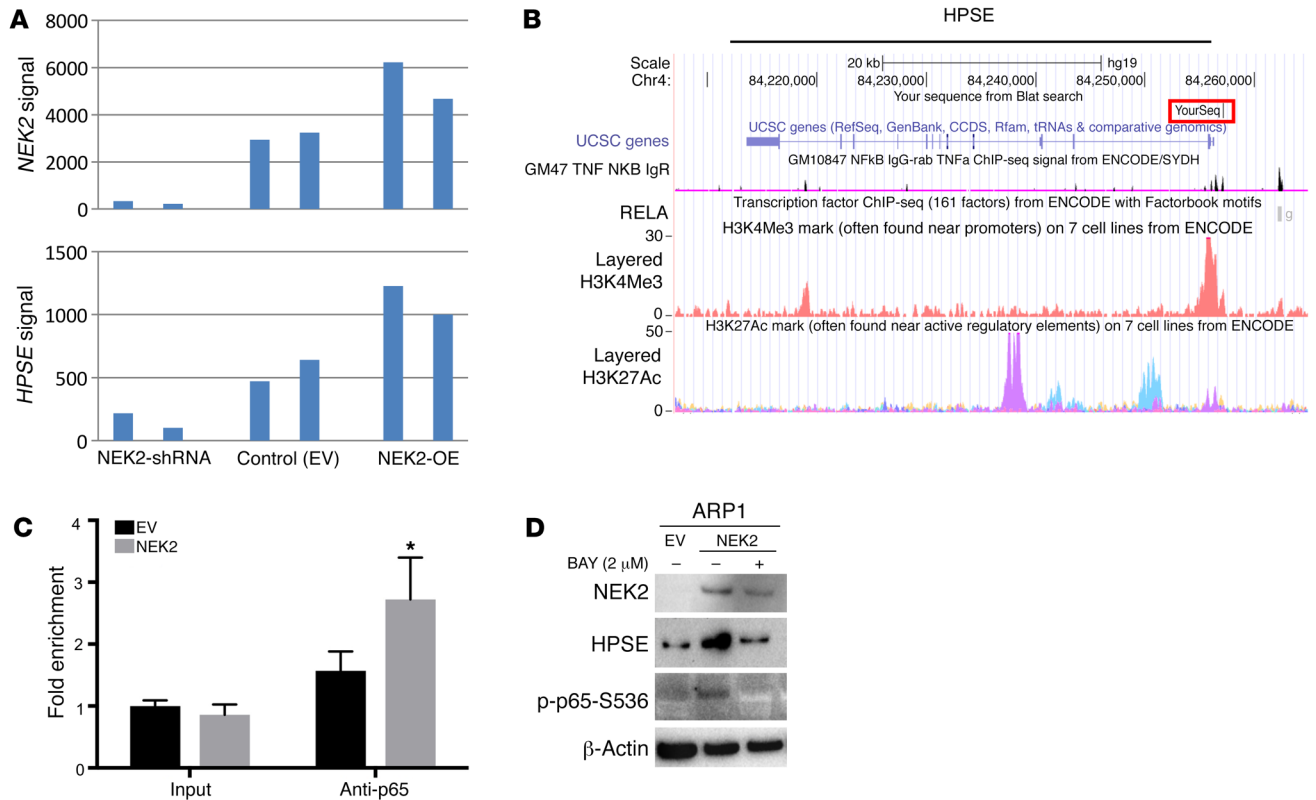 A
8000
6000
4000
2000
0
NEK2 signal
1500
1000
500
0
HPSE signal
NEK2-shRNA Control (EV) NEK2-OE
B
HPSE
Scale 20 kb hg19
Chr4: 84,220,000 84,230,000 84,240,000 84,250,000 84,260,000
Your sequence from Blat search
YourSeq
UCSC genes (RefSeq, GenBank, CCDS, Rfam, tRNAs & comparative genomics)
UCSC genes
GM10847 NFkB IgG-rab TNFa ChIP-seq signal from ENCODE/SYDH
GM47 TNF NKB IgR
Transcription factor ChIP-seq (161 factors) from ENCODE with Factorbook motifs
RELA g
H3K4Me3 mark (often found near promoters) on 7 cell lines from ENCODE
30
Layered
H3K4Me3
0
H3K27Ac mark (often found near active regulatory elements) on 7 cell lines from ENCODE
50
Layered
H3K27Ac
0
C
4
3
2
1
0
Fold enrichment
EV
NEK2
*
Input Anti-p65
D
ARP1
EV NEK2
BAY (2 μM) – – +
NEK2
HPSE
p-p65-S536
β-Actin